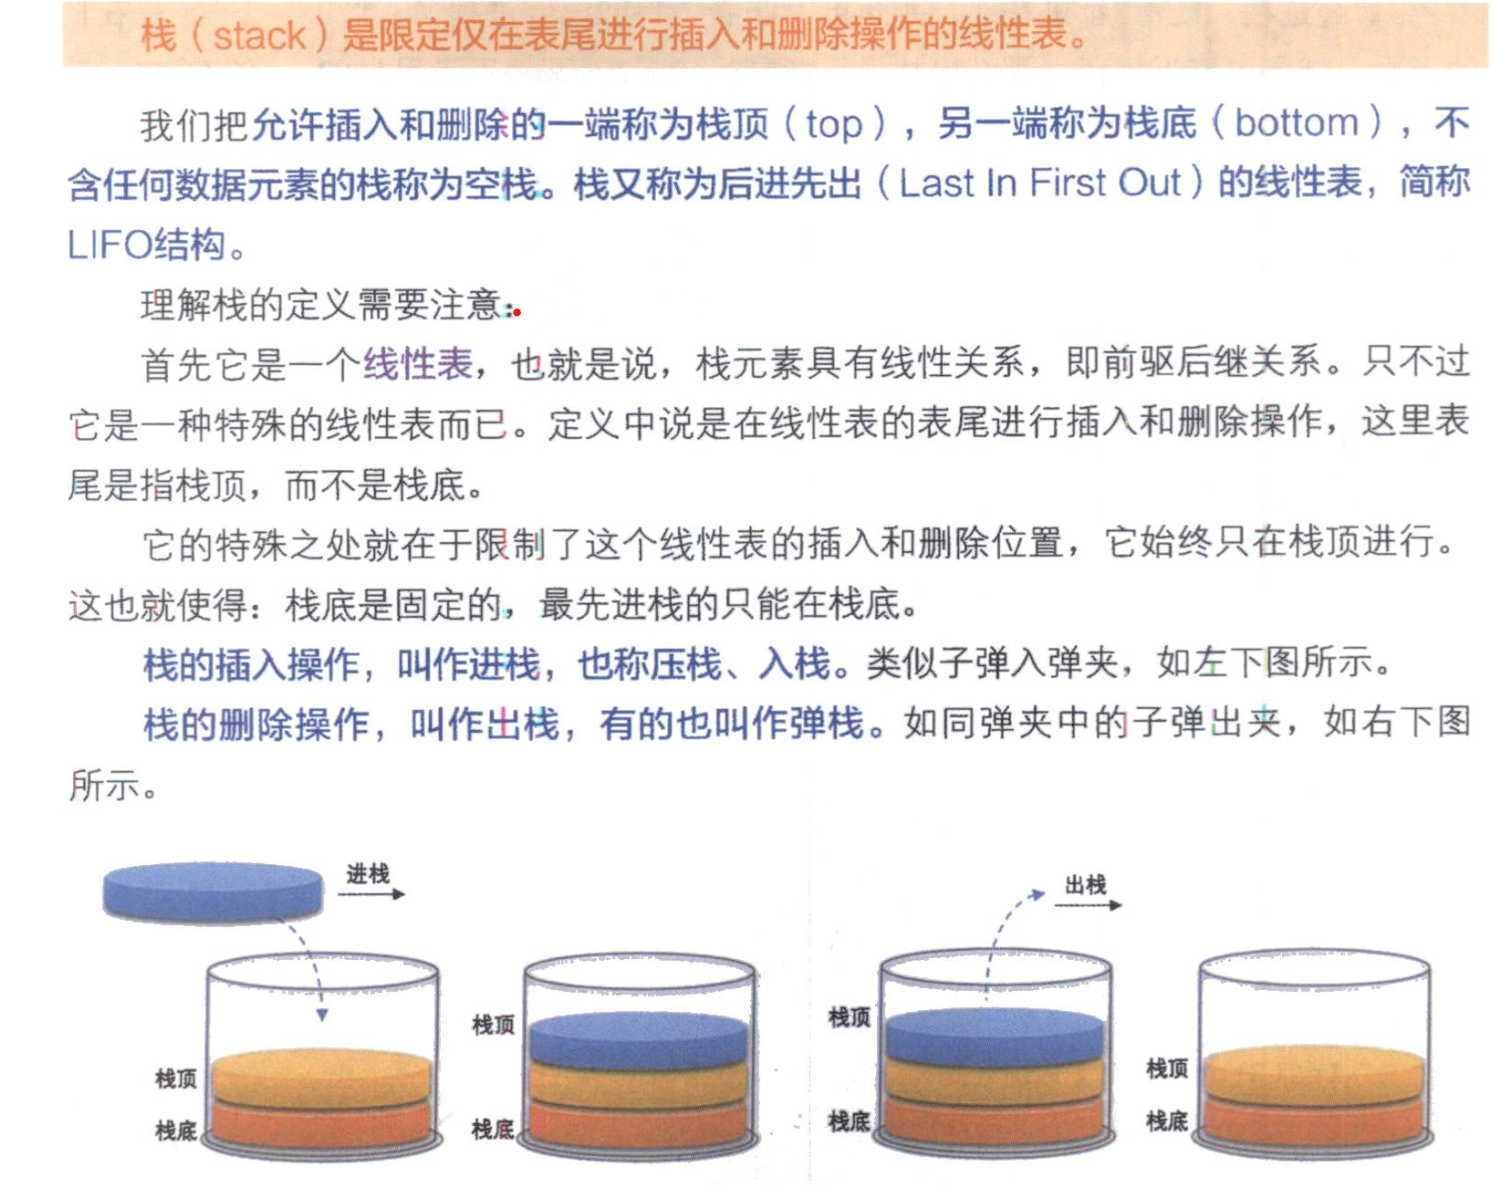 栈（stack）是限定仅在表尾进行插入和删除操作的线性表。
我们把允许插入和删除的一端称为栈顶（top），另一端称为栈底（bottom），不
含任何数据元素的栈称为空栈。栈又称为后进先出（Last In First Out）的线性表，简称
LIFO结构。
理解栈的定义需要注意：
首先它是一个线性表，也就是说，栈元素具有线性关系，即前驱后继关系。只不过
它是一种特殊的线性表而已。定义中说是在线性表的表尾进行插入和删除操作，这里表
尾是指栈顶，而不是栈底。
它的特殊之处就在于限制了这个线性表的插入和删除位置，它始终只在栈顶进行。
这也就使得：栈底是固定的，最先进栈的只能在栈底。
栈的插入操作，叫作进栈，也称压栈、入栈。类似子弹入弹夹，如左下图所示。
栈的删除操作，叫作出栈，有的也叫作弹栈。如同弹夹中的子弹出夹，如右下图
所示。
进栈
出栈
栈顶
栈底
栈顶
栈底
栈顶
栈底
栈顶
栈底